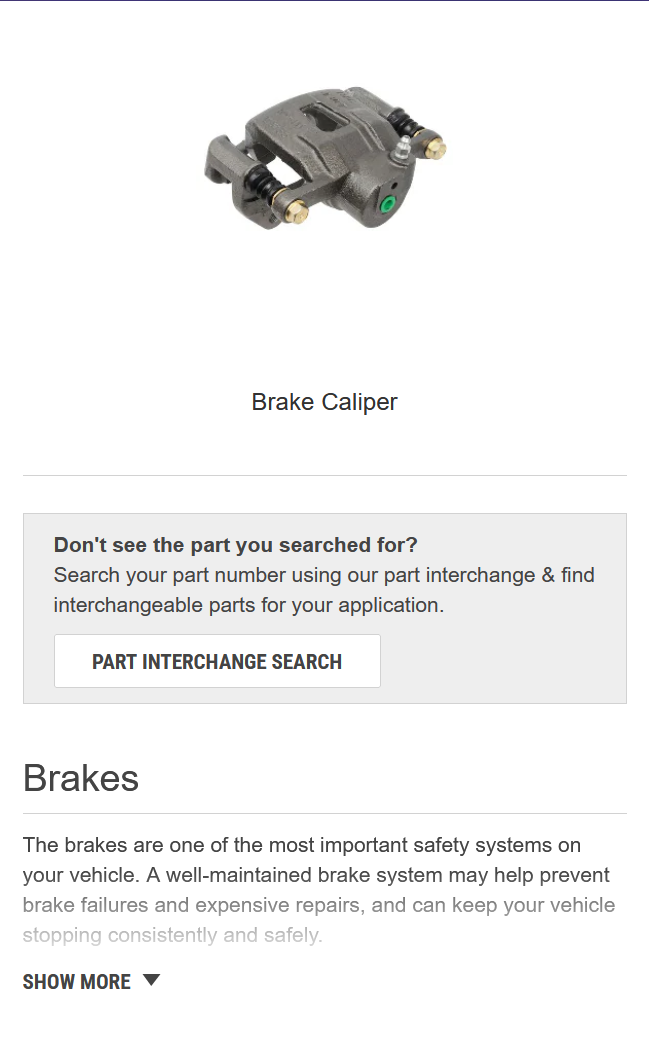 Brake Caliper
Don't see the part you searched for?
Search your part number using our part interchange & find
interchangeable parts for your application.
PART INTERCHANGE SEARCH
Brakes
The brakes are one of the most important safety systems on
your vehicle. A well-maintained brake system may help prevent
brake failures and expensive repairs, and can keep your vehicle
stopping consistently and safely.
SHOW MORE